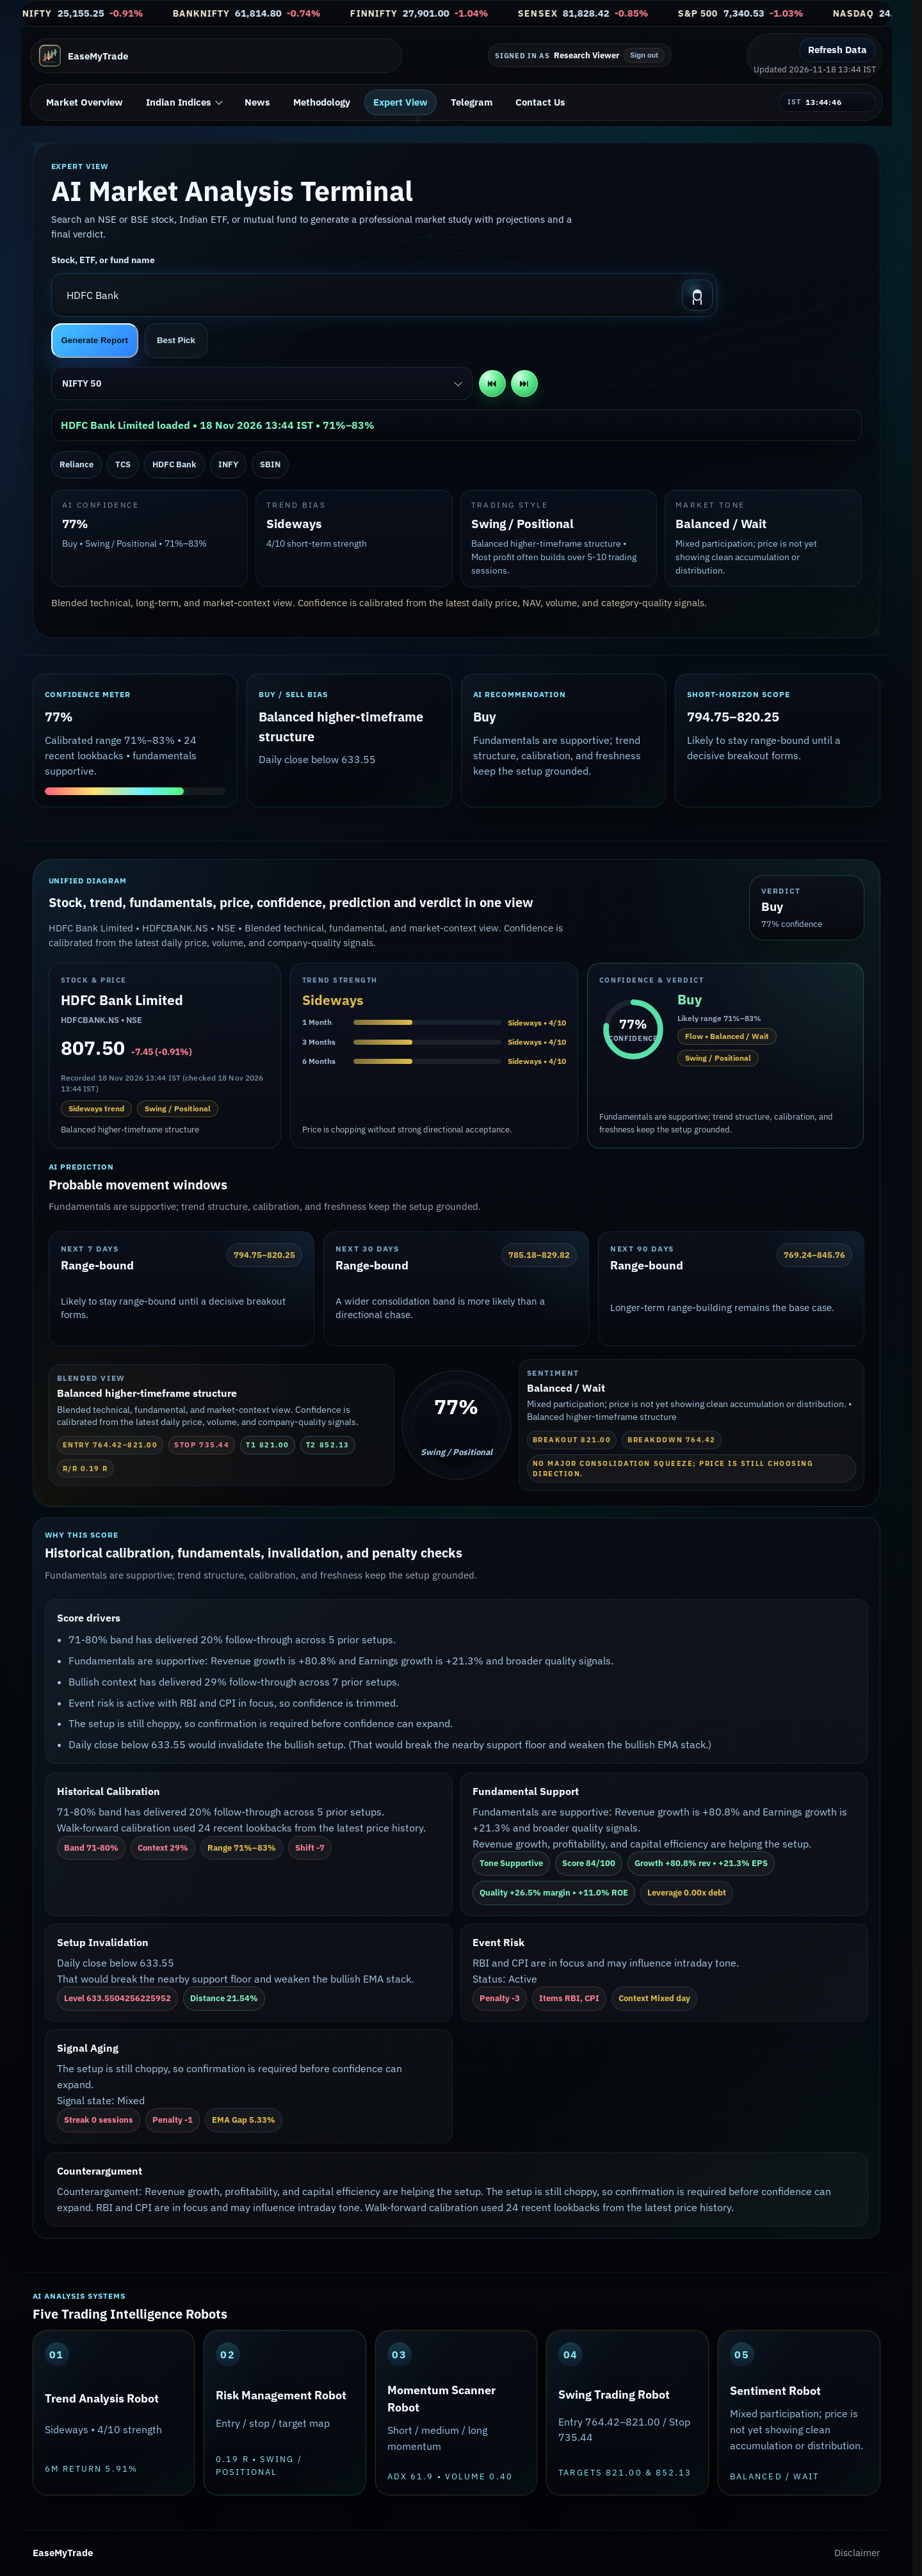 NIFTY 25,155.25 -0.91% BANKNIFTY 61,814.80 -0.74% FINNIFTY 27,901.00 -1.04% SENSEX 81,828.42 -0.85% S&P 500 7,340.53 -1.03% NASDAQ 24.
EaseMyTrade
SIGNED IN AS Research Viewer Sign out
Refresh Data
Updated 2026-11-18 13:44 IST
Market Overview Indian Indices News Methodology Expert View Telegram Contact Us
IST 13:44:46
EXPERT VIEW
AI Market Analysis Terminal
Search an NSE or BSE stock, Indian ETF, or mutual fund to generate a professional market study with projections and a
final verdict.
Stock, ETF, or fund name
HDFC Bank
Generate Report Best Pick
NIFTY 50
HDFC Bank Limited loaded • 18 Nov 2026 13:44 IST • 71%–83%
Reliance TCS HDFC Bank INFY SBIN
AI CONFIDENCE
77%
Buy • Swing / Positional • 71%–83%
TREND BIAS
Sideways
4/10 short-term strength
TRADING STYLE
Swing / Positional
Balanced higher-timeframe structure •
Most profit often builds over 5-10 trading
sessions.
MARKET TONE
Balanced / Wait
Mixed participation; price is not yet
showing clean accumulation or
distribution.
Blended technical, long-term, and market-context view. Confidence is calibrated from the latest daily price, NAV, volume, and category-quality signals.
CONFIDENCE METER
77%
Calibrated range 71%–83% • 24
recent lookbacks • fundamentals
supportive.
BUY / SELL BIAS
Balanced higher-timeframe
structure
Daily close below 633.55
AI RECOMMENDATION
Buy
Fundamentals are supportive; trend
structure, calibration, and freshness
keep the setup grounded.
SHORT-HORIZON SCOPE
794.75–820.25
Likely to stay range-bound until a
decisive breakout forms.
UNIFIED DIAGRAM
Stock, trend, fundamentals, price, confidence, prediction and verdict in one view
HDFC Bank Limited • HDFCBANK.NS • NSE • Blended technical, fundamental, and market-context view. Confidence is
calibrated from the latest daily price, volume, and company-quality signals.
VERDICT
Buy
77% confidence
STOCK & PRICE
HDFC Bank Limited
HDFCBANK.NS • NSE
807.50 -7.45 (-0.91%)
Recorded 18 Nov 2026 13:44 IST (checked 18 Nov 2026
13:44 IST)
Sideways trend Swing / Positional
Balanced higher-timeframe structure
TREND STRENGTH
Sideways
1 Month Sideways • 4/10
3 Months Sideways • 4/10
6 Months Sideways • 4/10
Price is chopping without strong directional acceptance.
CONFIDENCE & VERDICT
77%
CONFIDENCE
Buy
Likely range 71%–83%
Flow • Balanced / Wait
Swing / Positional
Fundamentals are supportive; trend structure, calibration, and
freshness keep the setup grounded.
AI PREDICTION
Probable movement windows
Fundamentals are supportive; trend structure, calibration, and freshness keep the setup grounded.
NEXT 7 DAYS
Range-bound
794.75–820.25
Likely to stay range-bound until a decisive breakout
forms.
NEXT 30 DAYS
Range-bound
785.18–829.82
A wider consolidation band is more likely than a
directional chase.
NEXT 90 DAYS
Range-bound
769.24–845.76
Longer-term range-building remains the base case.
BLENDED VIEW
Balanced higher-timeframe structure
Blended technical, fundamental, and market-context view. Confidence is
calibrated from the latest daily price, volume, and company-quality signals.
ENTRY 764.42–821.00 STOP 735.44 T1 821.00 T2 852.13
R/R 0.19 R
77%
Swing / Positional
SENTIMENT
Balanced / Wait
Mixed participation; price is not yet showing clean accumulation or distribution. •
Balanced higher-timeframe structure
BREAKOUT 821.00 BREAKDOWN 764.42
NO MAJOR CONSOLIDATION SQUEEZE; PRICE IS STILL CHOOSING
DIRECTION.
WHY THIS SCORE
Historical calibration, fundamentals, invalidation, and penalty checks
Fundamentals are supportive; trend structure, calibration, and freshness keep the setup grounded.
Score drivers
• 71-80% band has delivered 20% follow-through across 5 prior setups.
• Fundamentals are supportive: Revenue growth is +80.8% and Earnings growth is +21.3% and broader quality signals.
• Bullish context has delivered 29% follow-through across 7 prior setups.
• Event risk is active with RBI and CPI in focus, so confidence is trimmed.
• The setup is still choppy, so confirmation is required before confidence can expand.
• Daily close below 633.55 would invalidate the bullish setup. (That would break the nearby support floor and weaken the bullish EMA stack.)
Historical Calibration
71-80% band has delivered 20% follow-through across 5 prior setups.
Walk-forward calibration used 24 recent lookbacks from the latest price history.
Band 71-80% Context 29% Range 71%–83% Shift -7
Fundamental Support
Fundamentals are supportive: Revenue growth is +80.8% and Earnings growth is
+21.3% and broader quality signals.
Revenue growth, profitability, and capital efficiency are helping the setup.
Tone Supportive Score 84/100 Growth +80.8% rev • +21.3% EPS
Quality +26.5% margin • +11.0% ROE Leverage 0.00x debt
Setup Invalidation
Daily close below 633.55
That would break the nearby support floor and weaken the bullish EMA stack.
Level 633.5504256225952 Distance 21.54%
Event Risk
RBI and CPI are in focus and may influence intraday tone.
Status: Active
Penalty -3 Items RBI, CPI Context Mixed day
Signal Aging
The setup is still choppy, so confirmation is required before confidence can
expand.
Signal state: Mixed
Streak 0 sessions Penalty -1 EMA Gap 5.33%
Counterargument
Counterargument: Revenue growth, profitability, and capital efficiency are helping the setup. The setup is still choppy, so confirmation is required before confidence can
expand. RBI and CPI are in focus and may influence intraday tone. Walk-forward calibration used 24 recent lookbacks from the latest price history.
AI ANALYSIS SYSTEMS
Five Trading Intelligence Robots
01
Trend Analysis Robot
Sideways • 4/10 strength
6M RETURN 5.91%
02
Risk Management Robot
Entry / stop / target map
0.19 R • SWING /
POSITIONAL
03
Momentum Scanner
Robot
Short / medium / long
momentum
ADX 61.9 • VOLUME 0.40
04
Swing Trading Robot
Entry 764.42–821.00 / Stop
735.44
TARGETS 821.00 & 852.13
05
Sentiment Robot
Mixed participation; price is
not yet showing clean
accumulation or distribution.
BALANCED / WAIT
EaseMyTrade
Disclaimer